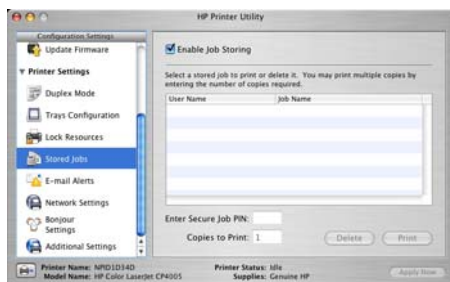 HP Printer Utility
Configuration Settings
Update Firmware
Printer Settings
Duplex Mode
Trays Configuration
Lock Resources
Stored Jobs
E-mail Alerts
Network Settings
Bonjour
Settings
Additional Settings
Enable Job Storing
Select a stored job to print or delete it. You may print multiple copies by
entering the number of copies required.
User Name Job Name
Enter Secure Job PIN:
Copies to Print: 1
Delete Print
Printer Name: NPID1D34D Printer Status: Idle
Model Name: HP Color LaserJet CP4005 Supplies: Genuine HP
Apply Now